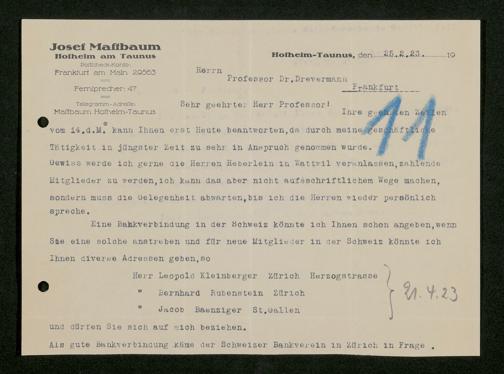 Josef Maßbaum
Hofheim am Taunus
Postscheck-Konto:
Frankfurt am Main 29663
Fernsprecher: 47
Telegramm-Adreße:
Maßbaum Hofheim-Taunus
Hofheim-Taunus, den 25.2.23. 19
Herrn
Professor Dr. Drevermann
Frankfurt
Sehr geehrter Herr Professor!
11
Ihre geehrten Zeilen
vom 14.d.M. kann Ihnen erst Heute beantworten, da durch meine geschäftliche
Tätigkeit in jüngster Zeit zu sehr in Anspruch genommen wurde.
Gewiss werde ich gerne die Herren Heberlein in Wattwil veranlassen, zahlende
Mitglieder zu werden, ich kann das aber nicht aufschriftlichem Wege machen,
sondern muss die Gelegenheit abwarten, bis ich die Herren wieder persönlich
spreche.
Eine Bankverbindung in der Schweiz könnte ich Ihnen schon angeben, wenn
Sie eine solche anstreben und für neue Mitglieder in der Schweiz könnte ich
Ihnen diverse Adressen geben, so
Herr Leopold Kleinberger Zürich Herzogstrasse
" Bernhard Rubenstein Zürich
" Jacob Baenziger St.Gallen
21.4.23
und dürfen Sie sich auf mich beziehen.
Als gute Bankverbindung käme der Schweizer Bankverein in Zürich in Frage.